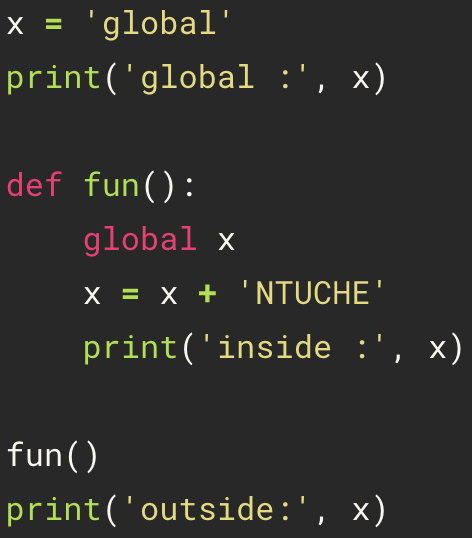 x = 'global'
print('global :', x)
def fun():
    global x
    x = x + 'NTUCHE'
    print('inside :', x)
fun()
print('outside:', x)